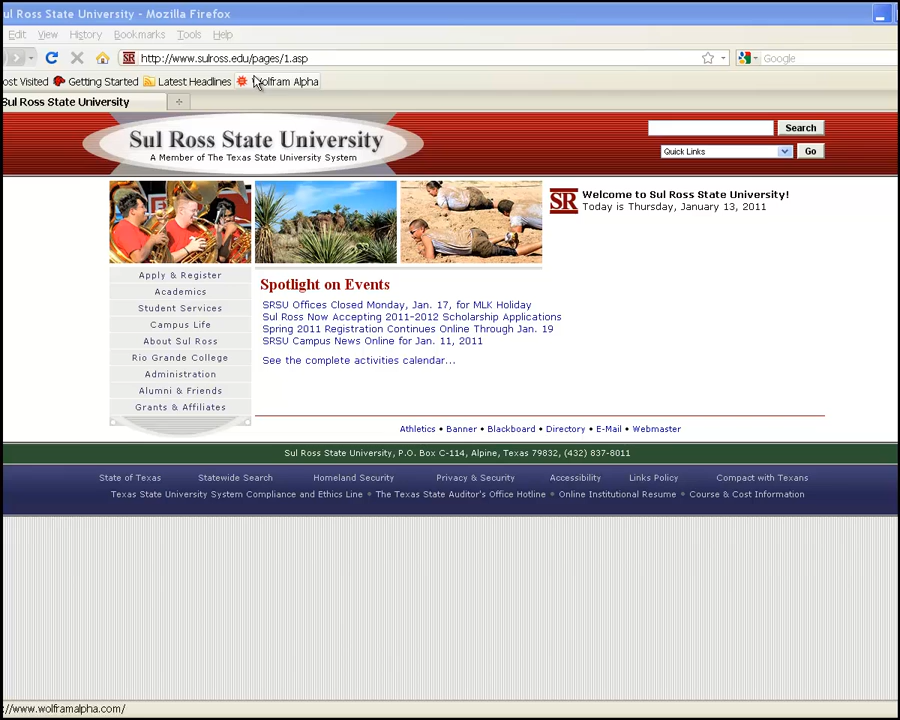 Sul Ross State University - Mozilla Firefox
Edit View History Bookmarks Tools Help
SR http://www.sulross.edu/pages/1.asp Google
ost Visited Getting Started Latest Headlines Wolfram Alpha
Sul Ross State University
Sul Ross State University
A Member of The Texas State University System
Search
Quick Links Go
SR Welcome to Sul Ross State University!
Today is Thursday, January 13, 2011
Apply & Register
Academics
Student Services
Campus Life
About Sul Ross
Rio Grande College
Administration
Alumni & Friends
Grants & Affiliates
Spotlight on Events
SRSU Offices Closed Monday, Jan. 17, for MLK Holiday
Sul Ross Now Accepting 2011-2012 Scholarship Applications
Spring 2011 Registration Continues Online Through Jan. 19
SRSU Campus News Online for Jan. 11, 2011
See the complete activities calendar...
Athletics • Banner • Blackboard • Directory • E-Mail • Webmaster
Sul Ross State University, P.O. Box C-114, Alpine, Texas 79832, (432) 837-8011
State of Texas Statewide Search Homeland Security Privacy & Security Accessibility Links Policy Compact with Texans
Texas State University System Compliance and Ethics Line • The Texas State Auditor's Office Hotline • Online Institutional Resume • Course & Cost Information
://www.wolframalpha.com/